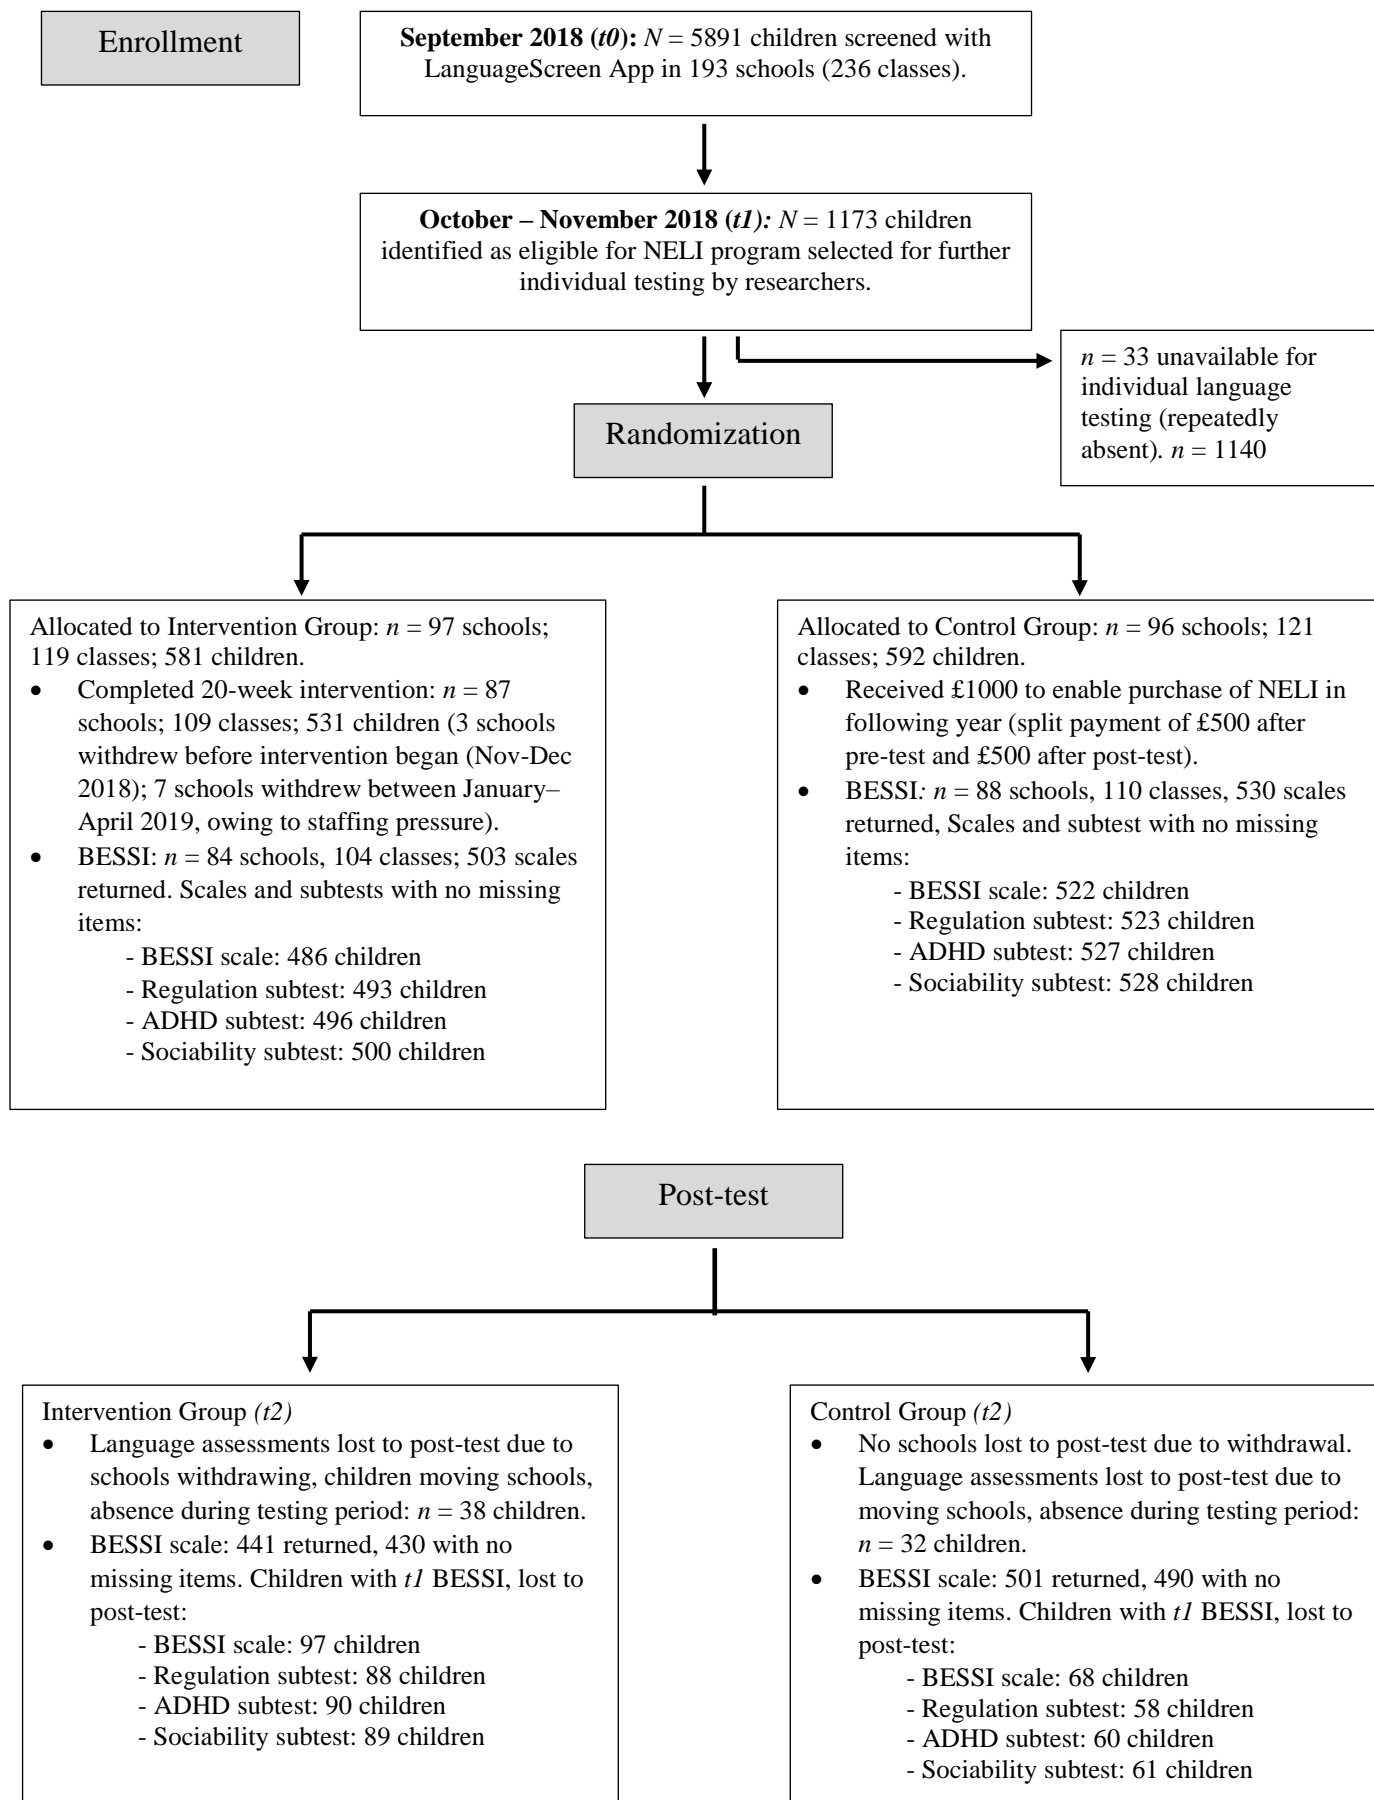 Enrollment
September 2018 (t0): N = 5891 children screened with
LanguageScreen App in 193 schools (236 classes).
October – November 2018 (t1): N = 1173 children
identified as eligible for NELI program selected for further
individual testing by researchers.
n = 33 unavailable for
individual language
testing (repeatedly
absent). n = 1140
Randomization
Allocated to Intervention Group: n = 97 schools;
119 classes; 581 children.
• Completed 20-week intervention: n = 87
schools; 109 classes; 531 children (3 schools
withdrew before intervention began (Nov-Dec
2018); 7 schools withdrew between January–
April 2019, owing to staffing pressure).
• BESSI: n = 84 schools, 104 classes; 503 scales
returned. Scales and subtests with no missing
items:
- BESSI scale: 486 children
- Regulation subtest: 493 children
- ADHD subtest: 496 children
- Sociability subtest: 500 children
Allocated to Control Group: n = 96 schools; 121
classes; 592 children.
• Received £1000 to enable purchase of NELI in
following year (split payment of £500 after
pre-test and £500 after post-test).
• BESSI: n = 88 schools, 110 classes, 530 scales
returned, Scales and subtest with no missing
items:
- BESSI scale: 522 children
- Regulation subtest: 523 children
- ADHD subtest: 527 children
- Sociability subtest: 528 children
Post-test
Intervention Group (t2)
• Language assessments lost to post-test due to
schools withdrawing, children moving schools,
absence during testing period: n = 38 children.
• BESSI scale: 441 returned, 430 with no
missing items. Children with t1 BESSI, lost to
post-test:
- BESSI scale: 97 children
- Regulation subtest: 88 children
- ADHD subtest: 90 children
- Sociability subtest: 89 children
Control Group (t2)
• No schools lost to post-test due to withdrawal.
Language assessments lost to post-test due to
moving schools, absence during testing period:
n = 32 children.
• BESSI scale: 501 returned, 490 with no
missing items. Children with t1 BESSI, lost to
post-test:
- BESSI scale: 68 children
- Regulation subtest: 58 children
- ADHD subtest: 60 children
- Sociability subtest: 61 children